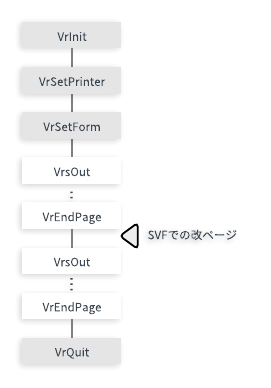 VrInit
VrSetPrinter
VrSetForm
VrsOut
VrEndPage
SVFでの改ページ
VrsOut
VrEndPage
VrQuit